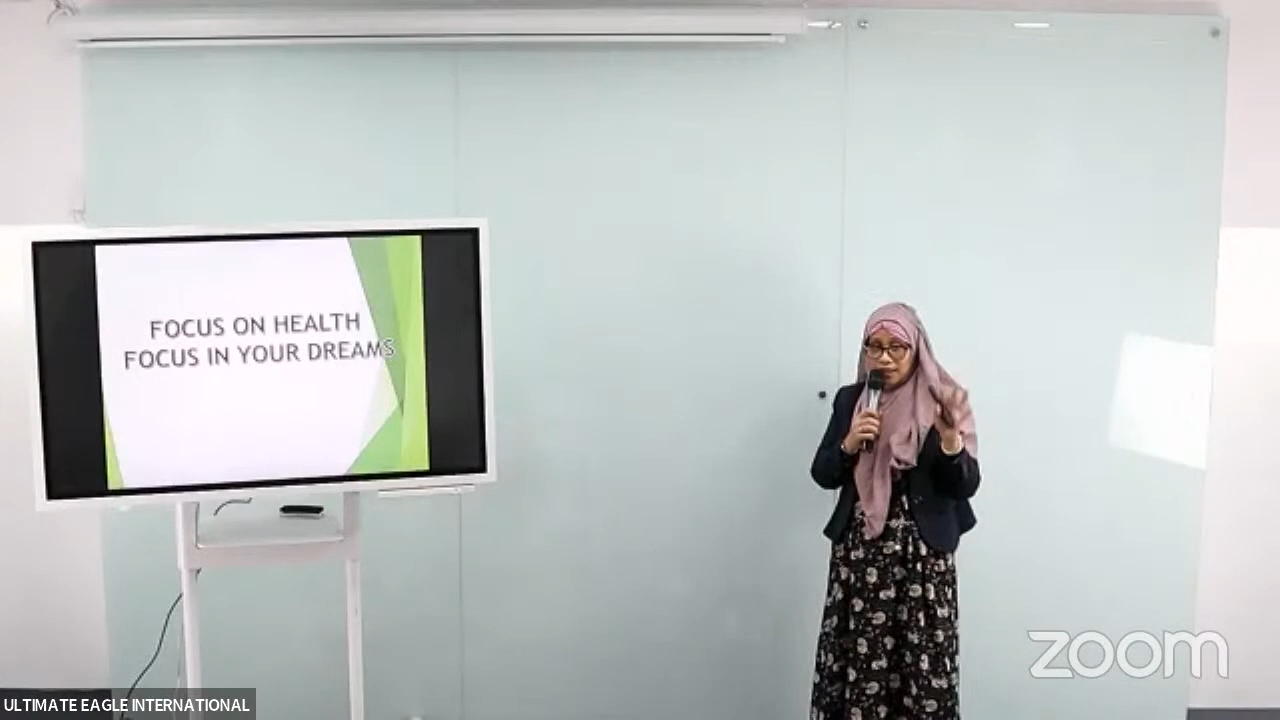 FOCUS ON HEALTH
FOCUS IN YOUR DREAMS
zoom
ULTIMATE EAGLE INTERNATIONAL